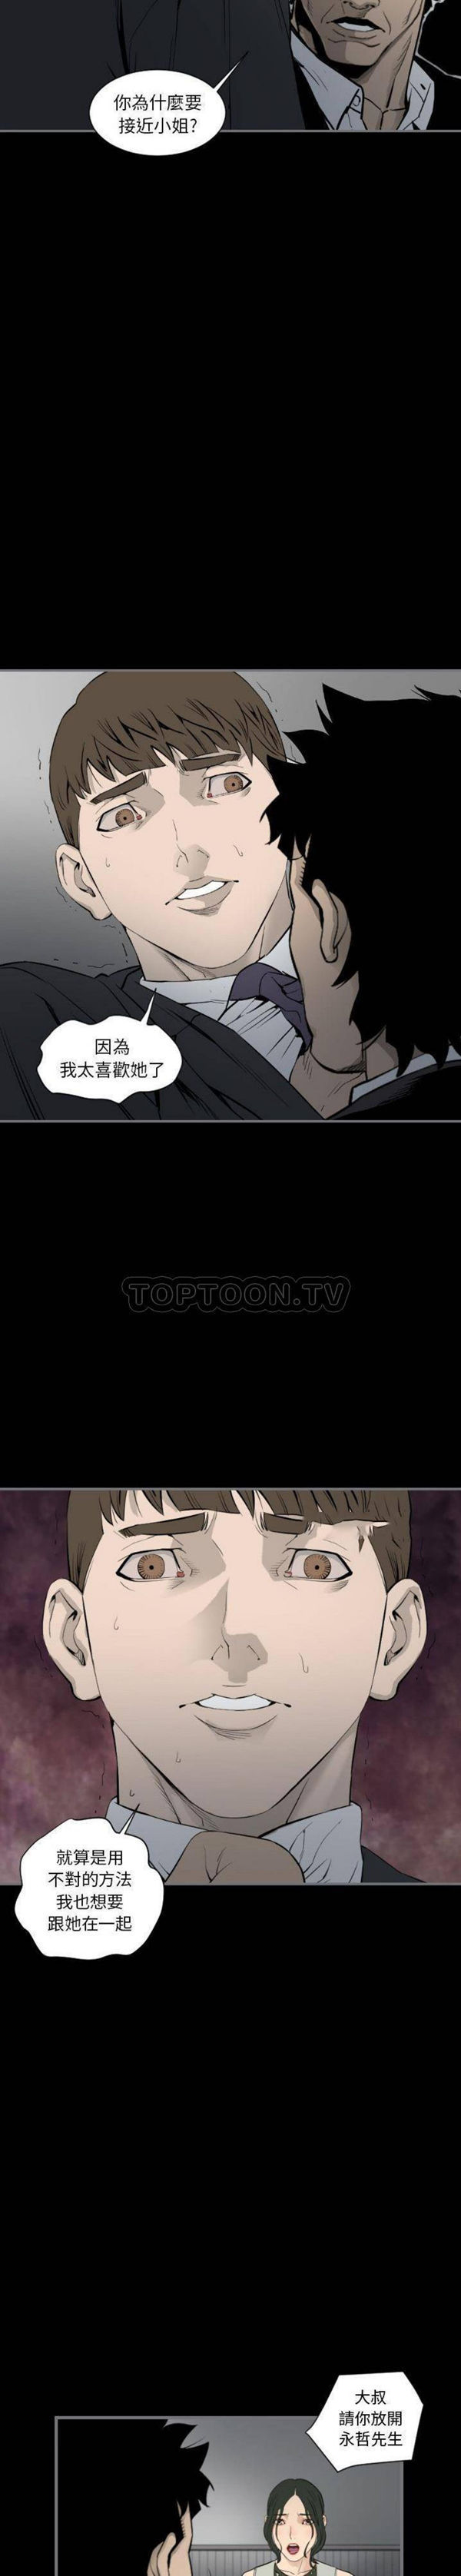 你為什麼要
接近小姐?
因為
我太喜歡她了
TOPTOON.TV
就算是用
不對的方法
我也想要
跟她在一起
大叔
請你放開
永哲先生